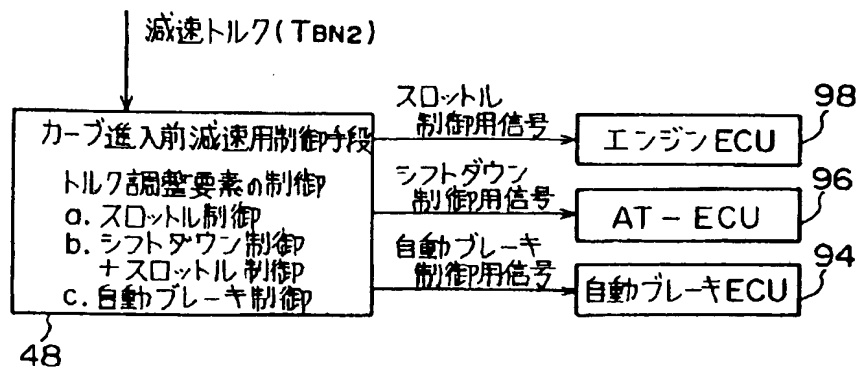 減速トルク(TBN2)
カーブ進入前減速用制御手段
トルク調整要素の制御
a. スロットル制御
b. シフトダウン制御
+スロットル制御
c. 自動ブレーキ制御
48
スロットル
制御用信号
エンジンECU
98
シフトダウン
制御用信号
AT-ECU
96
自動ブレーキ
制御用信号
自動ブレーキECU
94